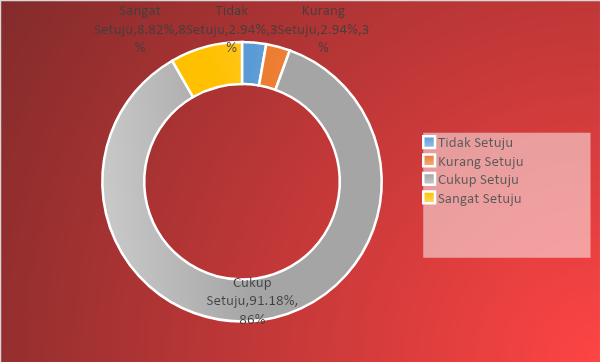 Sangat
Setuju,8.82%,8
%
Tidak
Setuju,2.94%,3
%
Kurang
Setuju,2.94%,3
%
Cukup
Setuju,91.18%,
86%
Tidak Setuju
Kurang Setuju
Cukup Setuju
Sangat Setuju